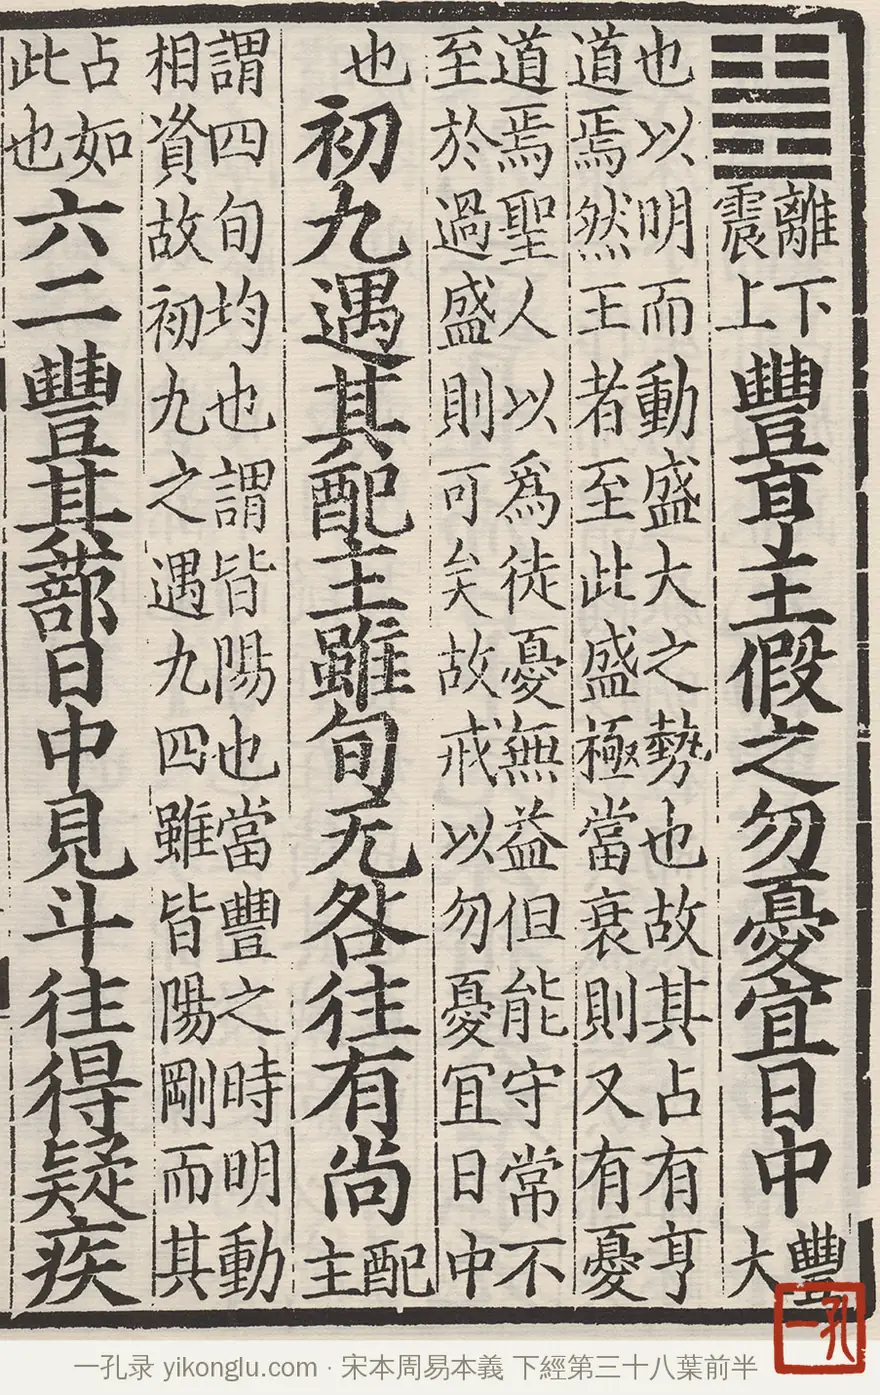 離下
震上
豐亨王假之勿憂宜日中
豐
大
也以明而動盛大之勢也故其占有亨
道焉然王者至此盛極當衰則又有憂
道焉聖人以爲徒憂無益但能守常不
至於過盛則可矣故戒以勿憂冝日中
也
初九遇其配主雖旬无咎往有尚
配
主
謂四旬均也謂皆陽也當豐之時明動
相資故初九之遇九四雖皆陽剛而其
占如
此也
六二豐其蔀日中見斗往得疑疾
一孔
一孔录 yikonglu.com · 宋本周易本義 下經第三十八葉前半